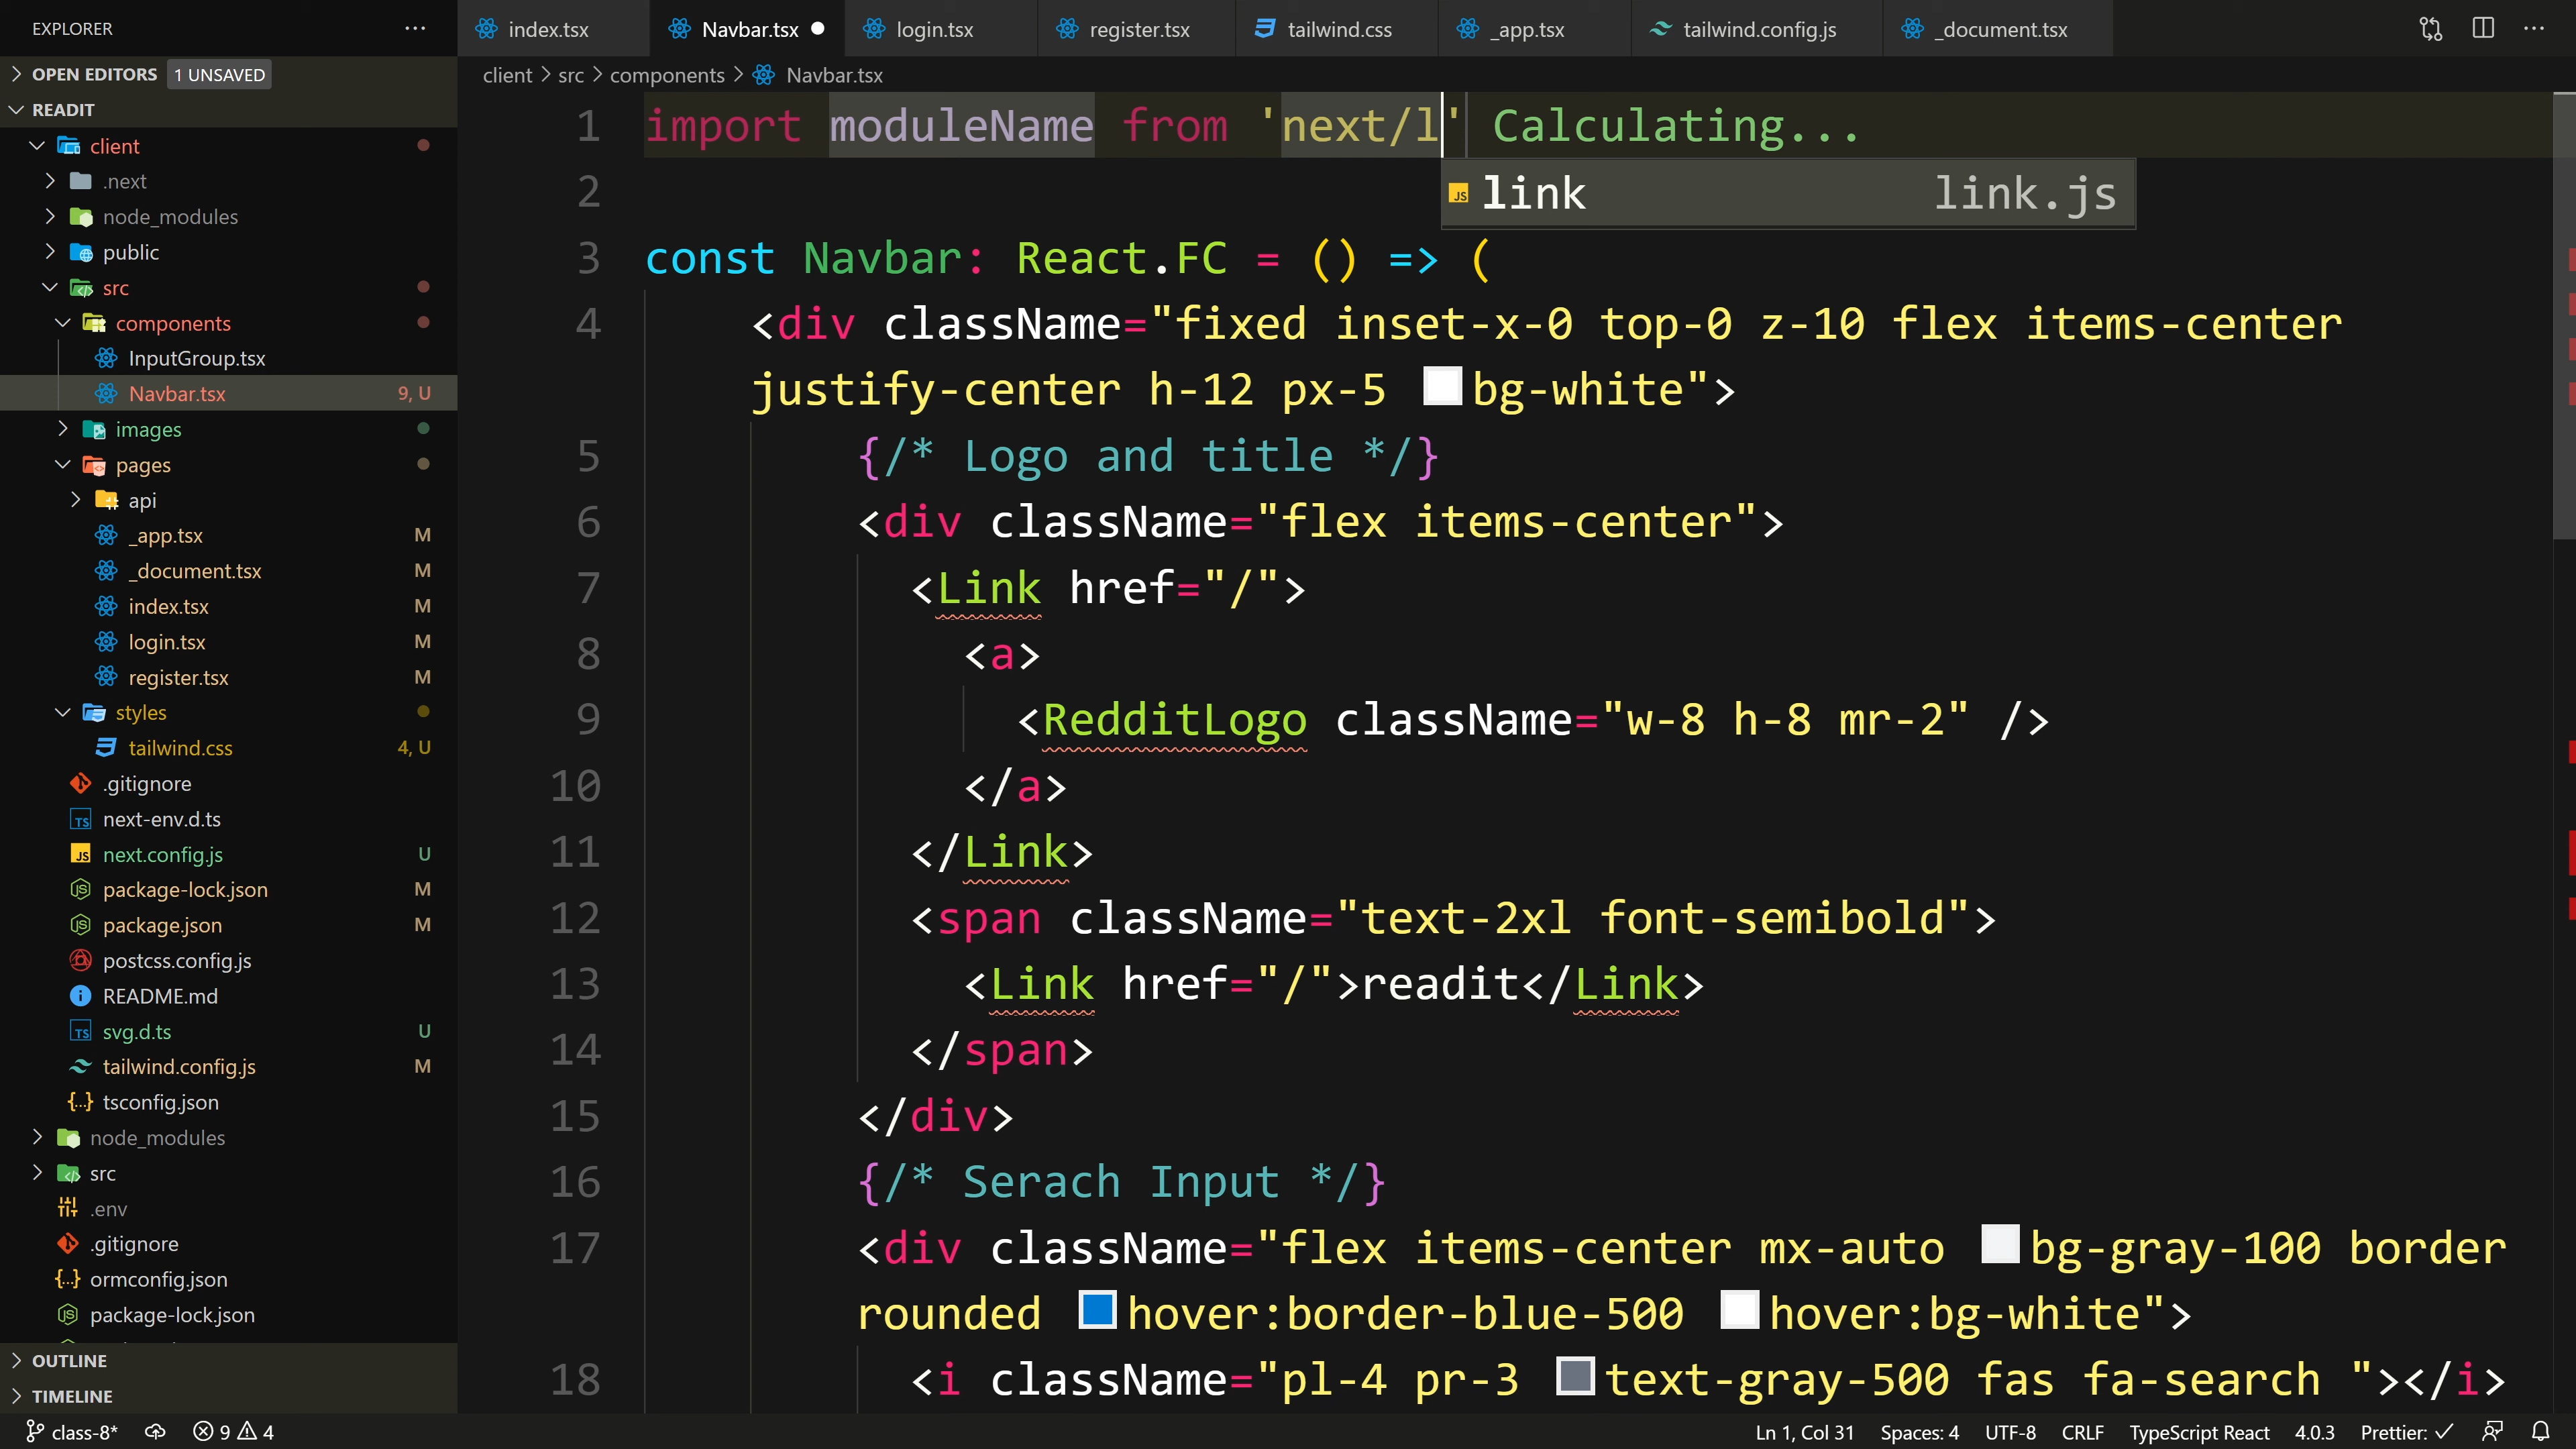 EXPLORER
OPEN EDITORS 1 UNSAVED
READIT
client
.next
node_modules
public
src
components
InputGroup.tsx
Navbar.tsx 9, U
images
pages
api
_app.tsx M
_document.tsx M
index.tsx M
login.tsx M
register.tsx M
styles
tailwind.css 4, U
.gitignore
next-env.d.ts
next.config.js U
package-lock.json M
package.json M
postcss.config.js
README.md
svg.d.ts U
tailwind.config.js M
tsconfig.json
node_modules
src
.env
.gitignore
ormconfig.json
package-lock.json
OUTLINE
TIMELINE
index.tsx Navbar.tsx login.tsx register.tsx tailwind.css _app.tsx tailwind.config.js _document.tsx
client > src > components > Navbar.tsx
1 import moduleName from 'next/l' Calculating...
link link.js
2
3 const Navbar: React.FC = () => (
4 <div className="fixed inset-x-0 top-0 z-10 flex items-center
justify-center h-12 px-5 bg-white">
5 {/* Logo and title */}
6 <div className="flex items-center">
7 <Link href="/">
8 <a>
9 <RedditLogo className="w-8 h-8 mr-2" />
10 </a>
11 </Link>
12 <span className="text-2xl font-semibold">
13 <Link href="/">readit</Link>
14 </span>
15 </div>
16 {/* Serach Input */}
17 <div className="flex items-center mx-auto bg-gray-100 border
rounded hover:border-blue-500 hover:bg-white">
18 <i className="pl-4 pr-3 text-gray-500 fas fa-search "></i>
class-8* 9 4 Ln 1, Col 31 Spaces: 4 UTF-8 CRLF TypeScript React 4.0.3 Prettier: ✓